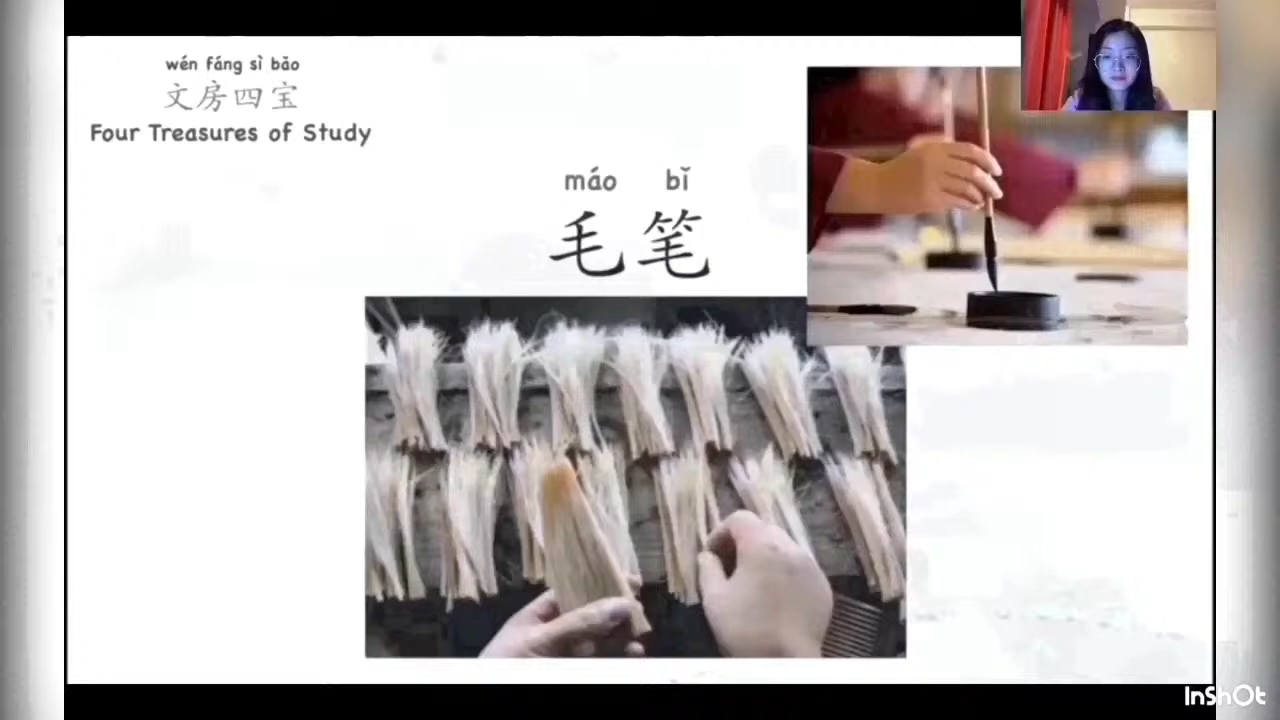 wén fáng sì bǎo
文房四宝
Four Treasures of Study
máo bǐ
毛笔
InShOt